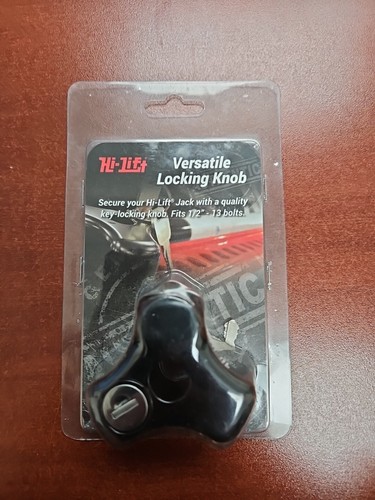 Hi-Lift
Versatile
Locking Knob
Secure your Hi-Lift® Jack with a quality
key-locking knob. Fits 1/2" - 13 bolts.